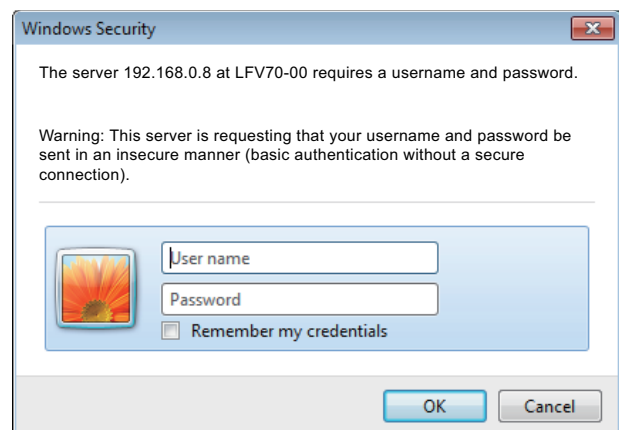 Windows Security
The server 192.168.0.8 at LFV70-00 requires a username and password.
Warning: This server is requesting that your username and password be
sent in an insecure manner (basic authentication without a secure
connection).
User name
Password
Remember my credentials
OK Cancel